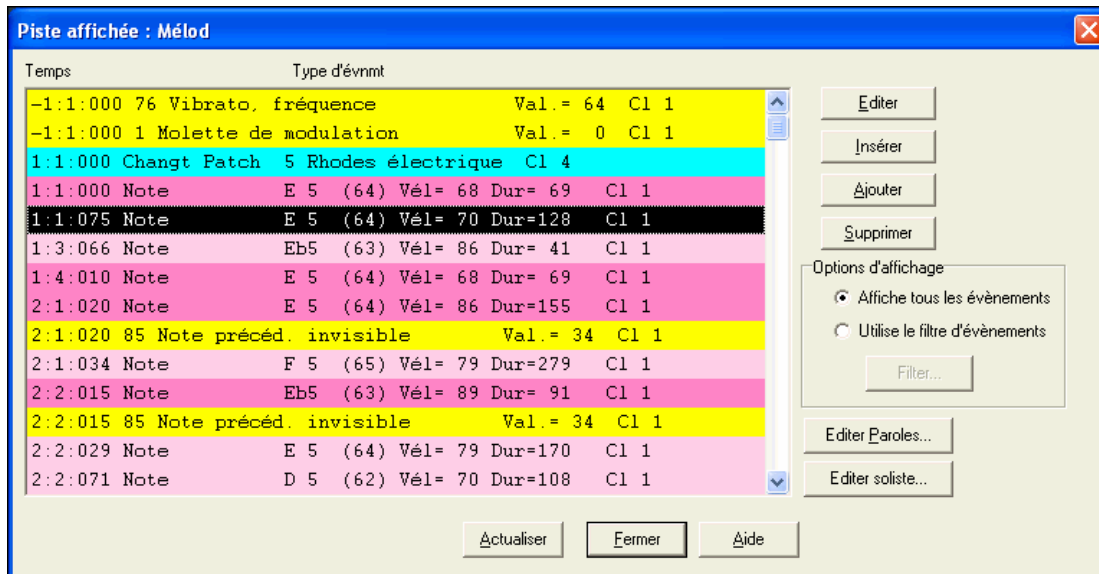 Piste affichée : Mélod
Temps Type d'évnmt
-1:1:000 76 Vibrato, fréquence Val.= 64 Cl 1
-1:1:000 1 Molette de modulation Val.= 0 Cl 1
1:1:000 Changt Patch 5 Rhodes électrique Cl 4
1:1:000 Note E 5 (64) Vél= 68 Dur= 69 Cl 1
1:1:075 Note E 5 (64) Vél= 70 Dur=128 Cl 1
1:3:066 Note Eb5 (63) Vél= 86 Dur= 41 Cl 1
1:4:010 Note E 5 (64) Vél= 68 Dur= 69 Cl 1
2:1:020 Note E 5 (64) Vél= 86 Dur=155 Cl 1
2:1:020 85 Note précéd. invisible Val.= 34 Cl 1
2:1:034 Note F 5 (65) Vél= 79 Dur=279 Cl 1
2:2:015 Note Eb5 (63) Vél= 89 Dur= 91 Cl 1
2:2:015 85 Note précéd. invisible Val.= 34 Cl 1
2:2:029 Note E 5 (64) Vél= 79 Dur=170 Cl 1
2:2:071 Note D 5 (62) Vél= 70 Dur=108 Cl 1
Editer
Insérer
Ajouter
Supprimer
Options d'affichage
Affiche tous les évènements
Utilise le filtre d'évènements
Filter...
Editer Paroles...
Editer soliste...
Actualiser Fermer Aide